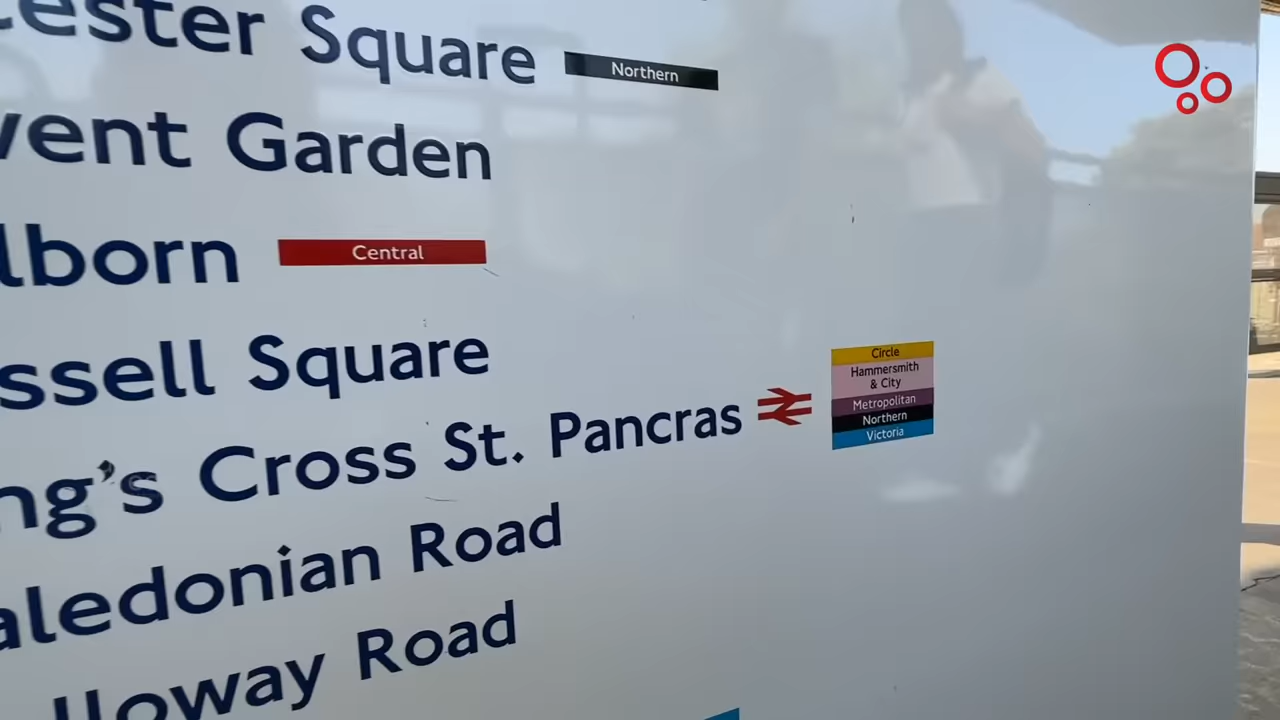 ester Square
Northern
vent Garden
lborn
Central
ssell Square
ng's Cross St. Pancras
Circle
Hammersmith
& City
Metropolitan
Northern
Victoria
aledonian Road
lloway Road